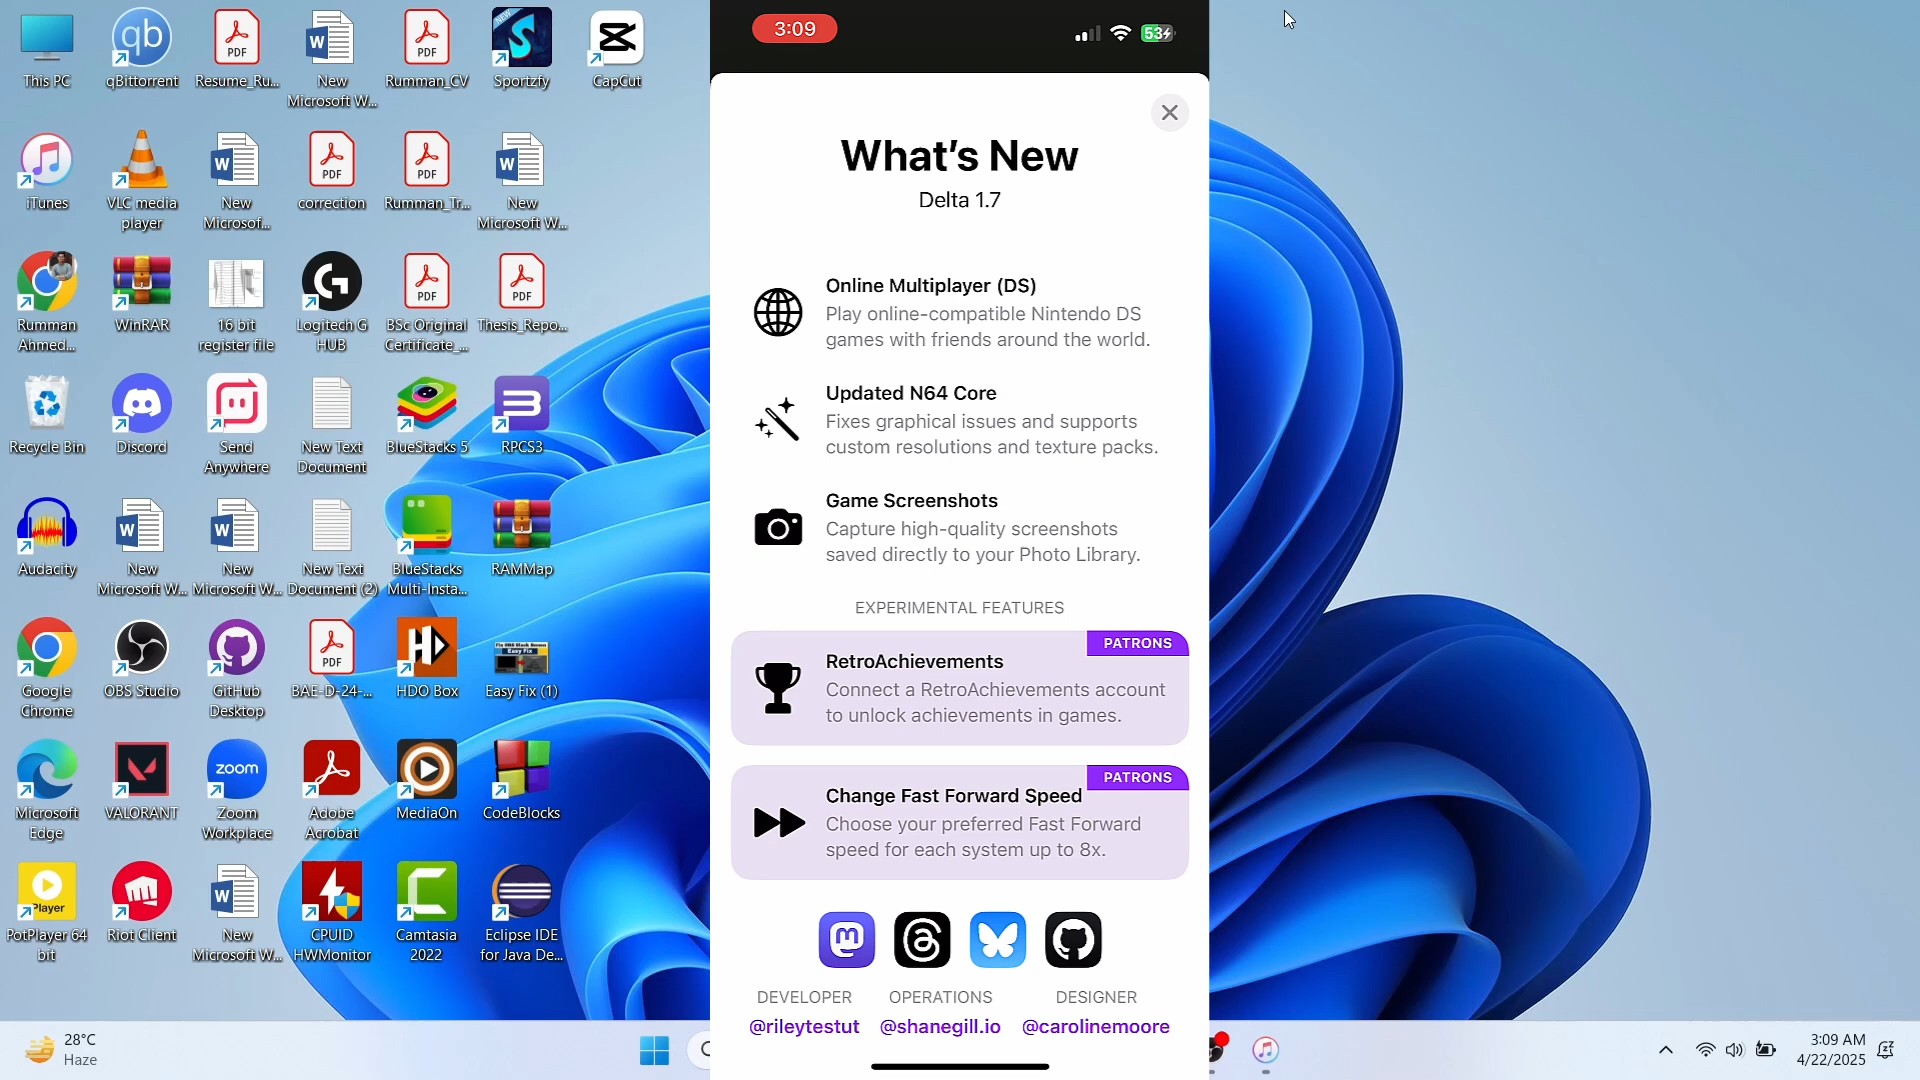 This PC
qBittorrent
Resume_Ru...
New
Microsoft W...
Rumman_CV
Sportzfy
CapCut
iTunes
VLC media
player
New
Microsof...
correction
Rumman_Tr...
New
Microsoft W...
Rumman
Ahmed...
WinRAR
16 bit
register file
Logitech G
HUB
BSc Original
Certificate_...
Thesis_Repo...
Recycle Bin
Discord
Send
Anywhere
New Text
Document
BlueStacks 5
RPCS3
Audacity
New
Microsoft W...
New
Microsoft W...
New Text
Document (2)
BlueStacks
Multi-Insta...
RAMMap
Google
Chrome
OBS Studio
GitHub
Desktop
BAE-D-24-...
HDO Box
Easy Fix (1)
Microsoft
Edge
VALORANT
zoom
Zoom
Workplace
Adobe
Acrobat
MediaOn
CodeBlocks
Player
PotPlayer 64
bit
Riot Client
New
Microsoft W...
CPUID
HWMonitor
Camtasia
2022
Eclipse IDE
for Java De...
3:09
53
What's New
Delta 1.7
Online Multiplayer (DS)
Play online-compatible Nintendo DS
games with friends around the world.
Updated N64 Core
Fixes graphical issues and supports
custom resolutions and texture packs.
Game Screenshots
Capture high-quality screenshots
saved directly to your Photo Library.
EXPERIMENTAL FEATURES
PATRONS
RetroAchievements
Connect a RetroAchievements account
to unlock achievements in games.
PATRONS
Change Fast Forward Speed
Choose your preferred Fast Forward
speed for each system up to 8x.
DEVELOPER OPERATIONS DESIGNER
@rileytestut @shanegill.io @carolinemoore
28°C
Haze
3:09 AM
4/22/2025